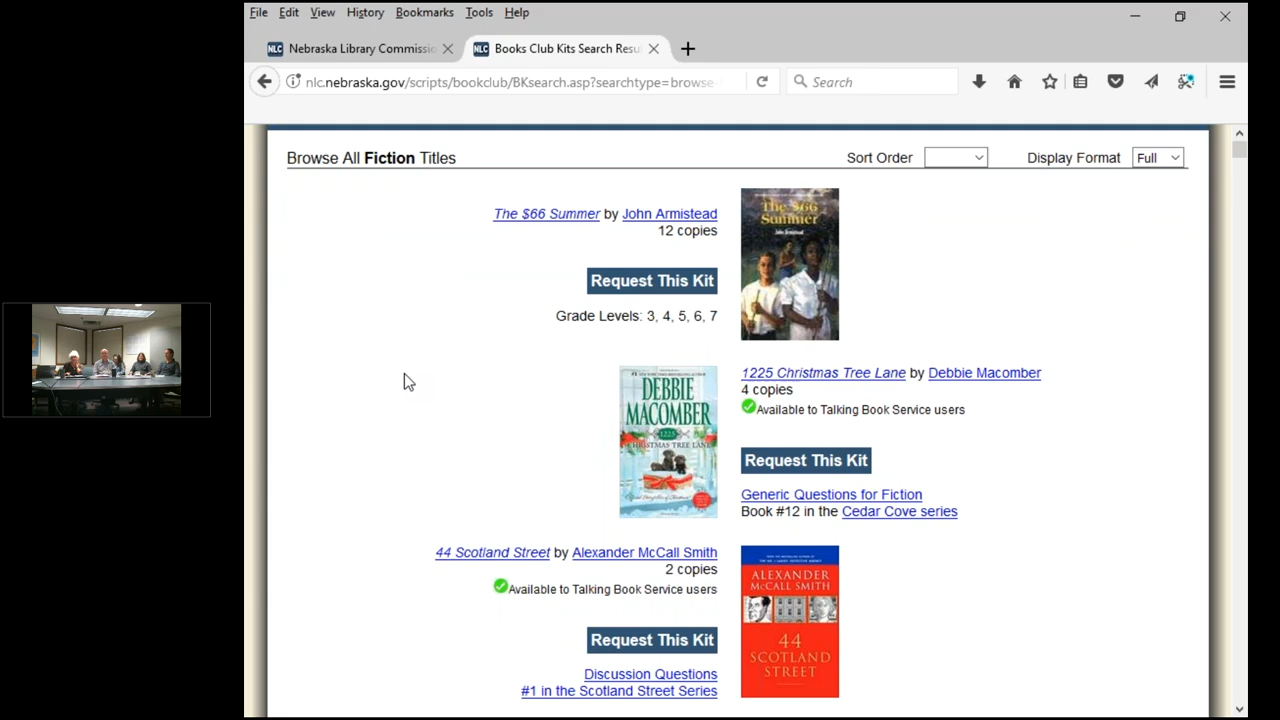 File Edit View History Bookmarks Tools Help
NLC Nebraska Library Commissio
NLC Books Club Kits Search Resu
nlc.nebraska.gov/scripts/bookclub/BKsearch.asp?searchtype=browse-
Search
Browse All Fiction Titles
Sort Order
Display Format Full
The $66 Summer by John Armistead
12 copies
Request This Kit
Grade Levels: 3, 4, 5, 6, 7
The $66
Summer
John Armistead
DEBBIE
MACOMBER
1225
CHRISTMAS TREE LANE
1225 Christmas Tree Lane by Debbie Macomber
4 copies
Available to Talking Book Service users
Request This Kit
Generic Questions for Fiction
Book #12 in the Cedar Cove series
44 Scotland Street by Alexander McCall Smith
2 copies
Available to Talking Book Service users
Request This Kit
Discussion Questions
#1 in the Scotland Street Series
ALEXANDER
McCALL SMITH
44
SCOTLAND
STREET